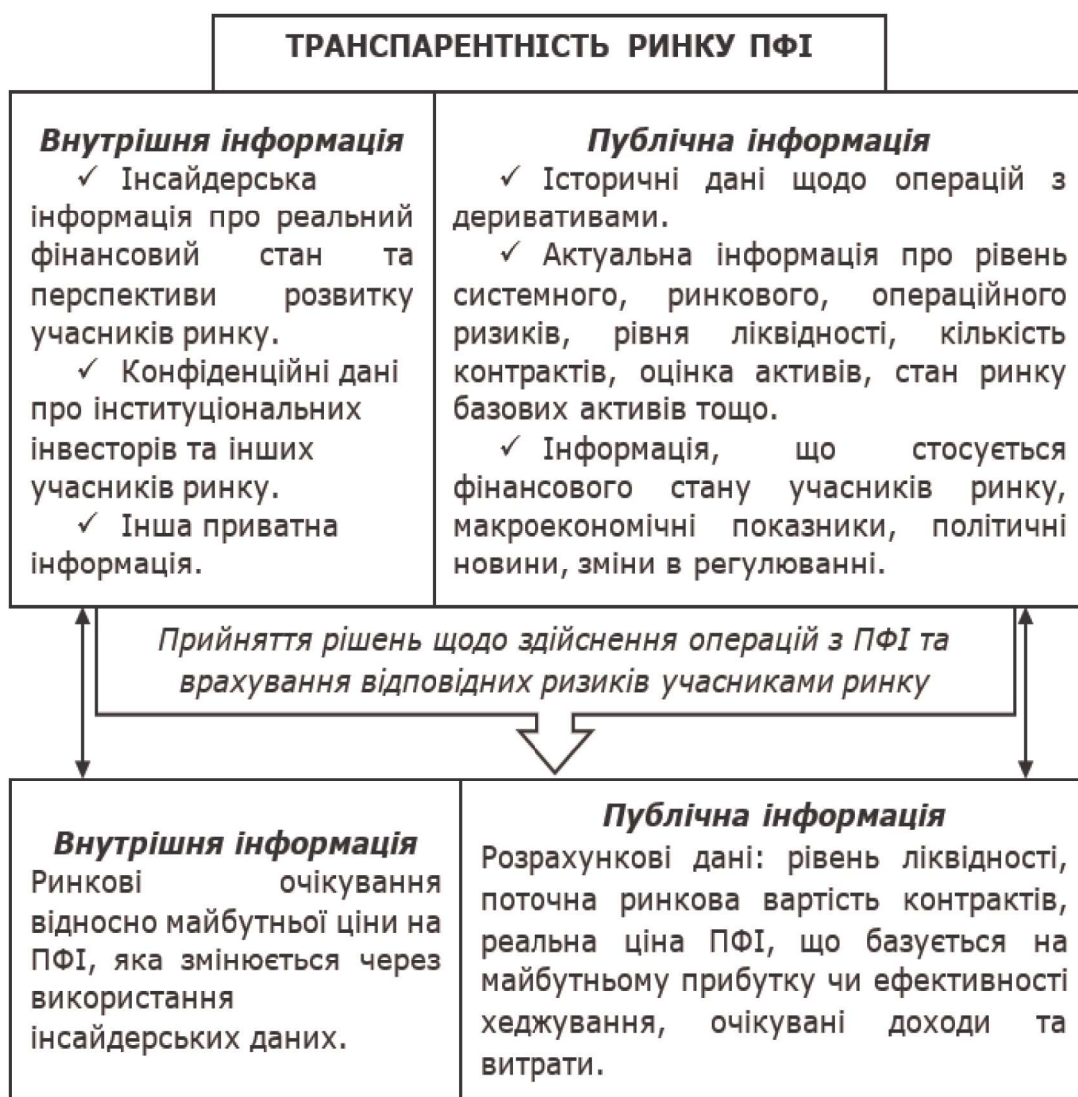 ТРАНСПАРЕНТНІСТЬ РИНКУ ПФІ
Внутрішня інформація
✓ Інсайдерська
інформація про реальний
фінансовий стан та
перспективи розвитку
учасників ринку.
✓ Конфіденційні дані
про інституціональних
інвесторів та інших
учасників ринку.
✓ Інша приватна
інформація.
Публічна інформація
✓ Історичні дані щодо операцій з
деривативами.
✓ Актуальна інформація про рівень
системного, ринкового, операційного
ризиків, рівня ліквідності, кількість
контрактів, оцінка активів, стан ринку
базових активів тощо.
✓ Інформація, що стосується
фінансового стану учасників ринку,
макроекономічні показники, політичні
новини, зміни в регулюванні.
Прийняття рішень щодо здійснення операцій з ПФІ та
врахування відповідних ризиків учасниками ринку
Внутрішня інформація
Ринкові очікування
відносно майбутньої ціни на
ПФІ, яка змінюється через
використання
інсайдерських даних.
Публічна інформація
Розрахункові дані: рівень ліквідності,
поточна ринкова вартість контрактів,
реальна ціна ПФІ, що базується на
майбутньому прибутку чи ефективності
хеджування, очікувані доходи та
витрати.